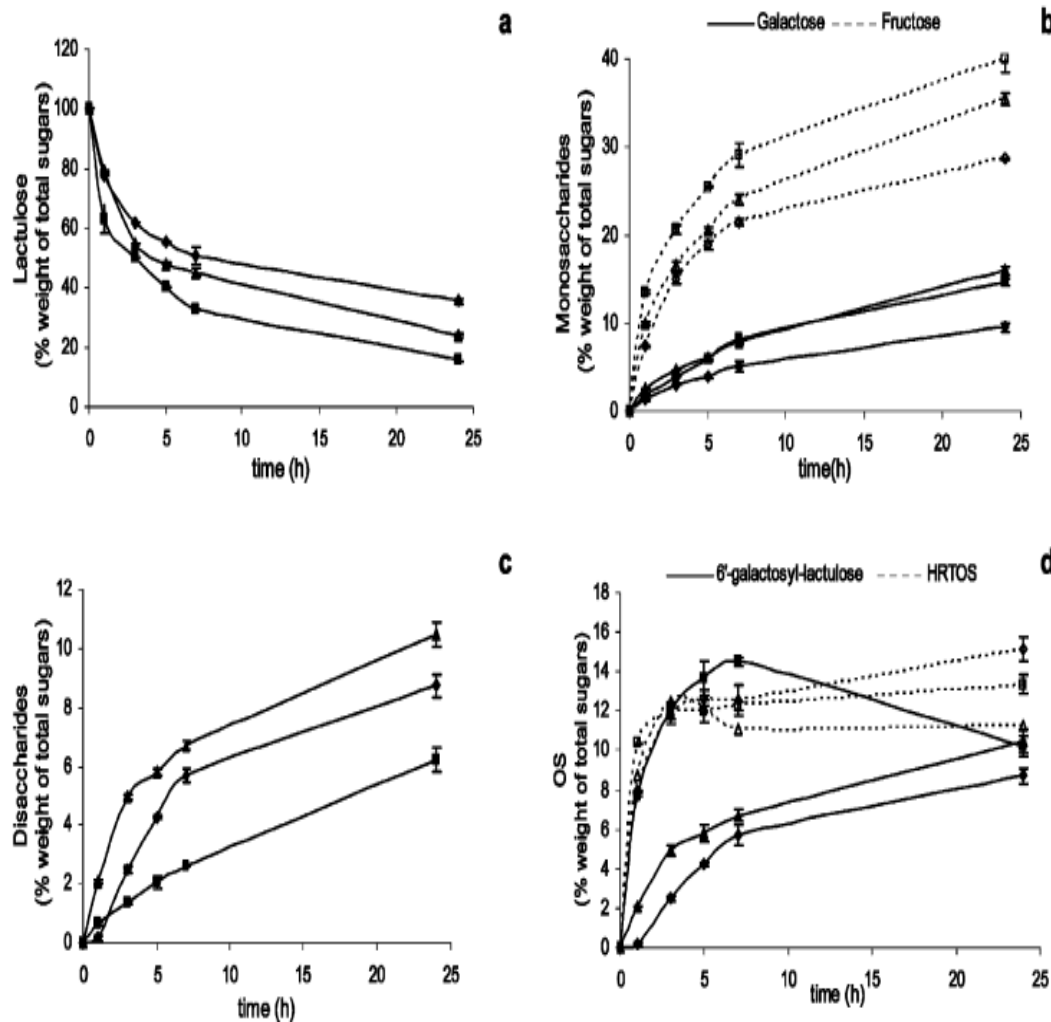 a
120
100
80
60
40
20
0
0 5 10 15 20 25
time (h)
Lactulose
(% weight of total sugars)
b
Galactose Fructose
40
30
20
10
0
0 5 10 15 20 25
time(h)
Monosaccharides
(% weight of total sugars)
c
12
10
8
6
4
2
0
0 5 10 15 20 25
time (h)
Disaccharides
(% weight of total sugars)
d
6'-galactosyl-lactulose HRTOS
18
16
14
12
10
8
6
4
2
0
0 5 10 15 20 25
time (h)
OS
(% weight of total sugars)